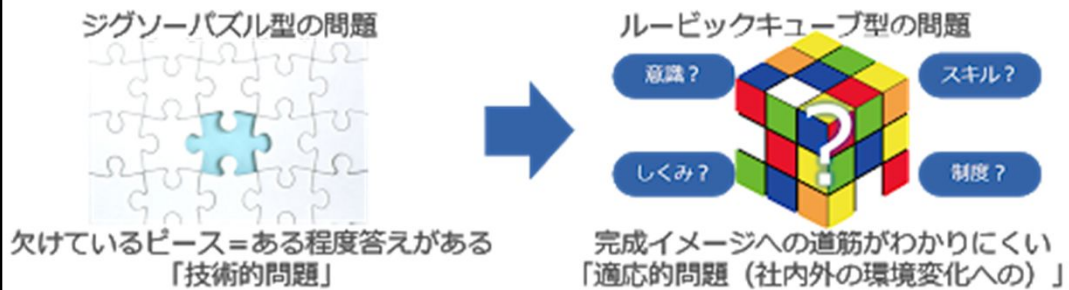 ジグソーパズル型の問題
欠けているピース＝ある程度答えがある
「技術的問題」
ルービックキューブ型の問題
意識？
スキル？
?
しくみ？
制度？
完成イメージへの道筋がわかりにくい
「適応的問題（社内外の環境変化への）」